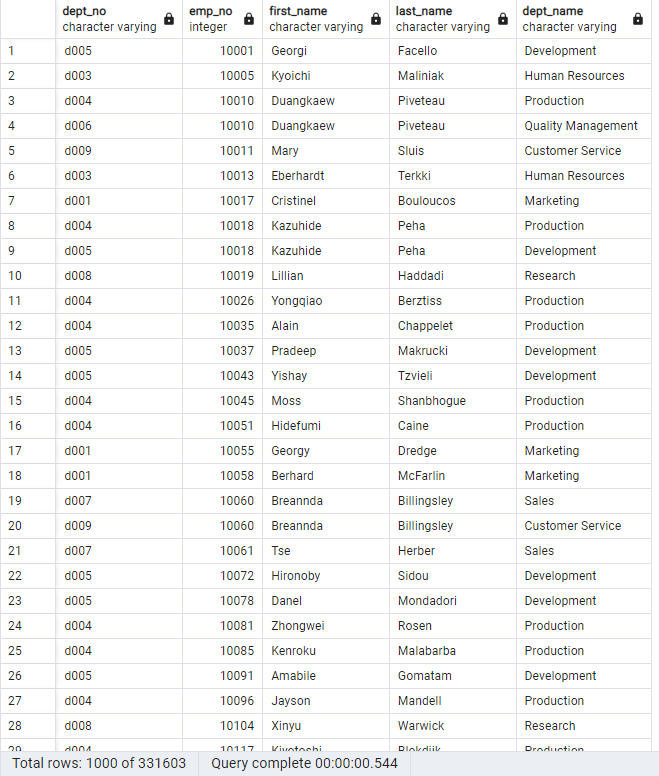 dept_no emp_no first_name last_name dept_name
character varying integer character varying character varying character varying
1 d005 10001 Georgi Facello Development
2 d003 10005 Kyoichi Maliniak Human Resources
3 d004 10010 Duangkaew Piveteau Production
4 d006 10010 Duangkaew Piveteau Quality Management
5 d009 10011 Mary Sluis Customer Service
6 d003 10013 Eberhardt Terkki Human Resources
7 d001 10017 Cristinel Bouloucos Marketing
8 d004 10018 Kazuhide Peha Production
9 d005 10018 Kazuhide Peha Development
10 d008 10019 Lillian Haddadi Research
11 d004 10026 Yongqiao Berztiss Production
12 d004 10035 Alain Chappelet Production
13 d005 10037 Pradeep Makrucki Development
14 d005 10043 Yishay Tzvieli Development
15 d004 10045 Moss Shanbhogue Production
16 d004 10051 Hidefumi Caine Production
17 d001 10055 Georgy Dredge Marketing
18 d001 10058 Berhard McFarlin Marketing
19 d007 10060 Breannda Billingsley Sales
20 d009 10060 Breannda Billingsley Customer Service
21 d007 10061 Tse Herber Sales
22 d005 10072 Hironoby Sidou Development
23 d005 10078 Danel Mondadori Development
24 d004 10081 Zhongwei Rosen Production
25 d004 10085 Kenroku Malabarba Production
26 d005 10091 Amabile Gomatam Development
27 d004 10096 Jayson Mandell Production
28 d008 10104 Xinyu Warwick Research
29 d004 10117 Kiyotoshi Blokdijk Production
Total rows: 1000 of 331603 Query complete 00:00:00.544